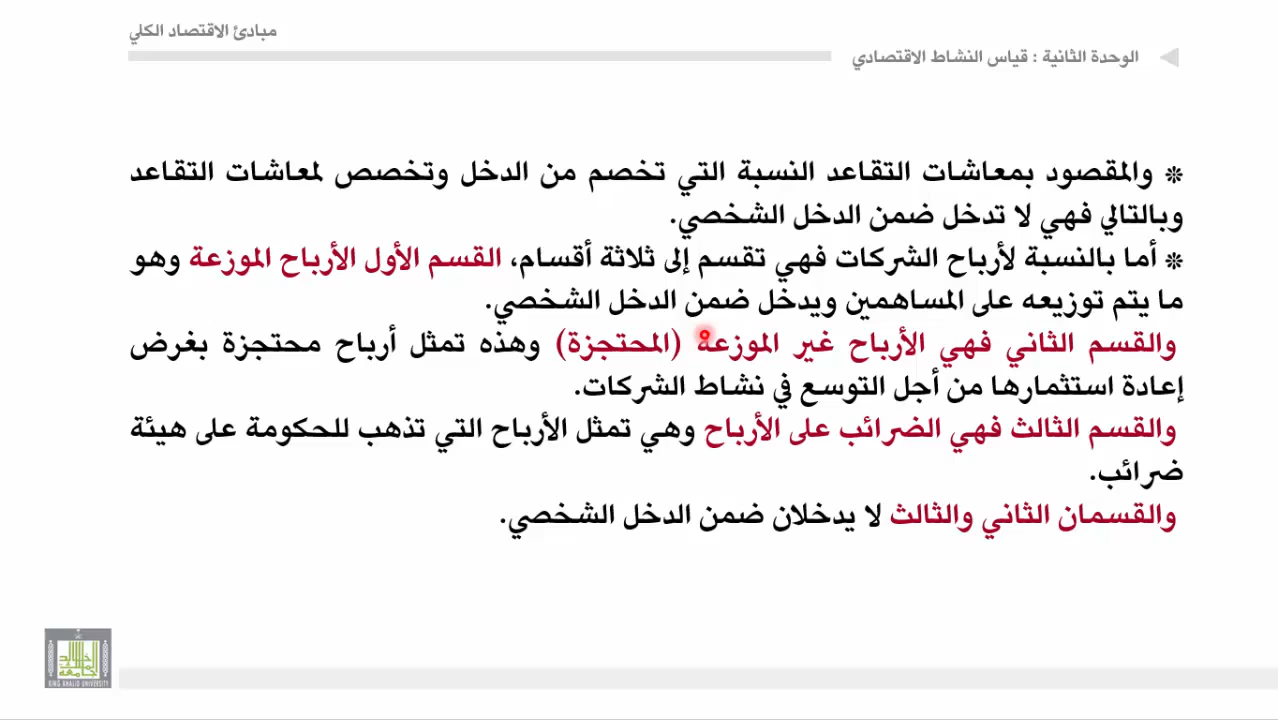 مبادئ الاقتصاد الكلي
الوحدة الثانية : قياس النشاط الاقتصادي
❊ والمقصود بمعاشات التقاعد النسبة التي تخصم من الدخل وتخصص لمعاشات التقاعد
وبالتالي فهي لا تدخل ضمن الدخل الشخصي.
❊ أما بالنسبة لأرباح الشركات فهي تقسم إلى ثلاثة أقسام، القسم الأول الأرباح الموزعة وهو
ما يتم توزيعه على المساهمين ويدخل ضمن الدخل الشخصي.
والقسم الثاني فهي الأرباح غير الموزعة (المحتجزة) وهذه تمثل أرباح محتجزة بغرض
إعادة استثمارها من أجل التوسع في نشاط الشركات.
والقسم الثالث فهي الضرائب على الأرباح وهي تمثل الأرباح التي تذهب للحكومة على هيئة
ضرائب.
والقسمان الثاني والثالث لا يدخلان ضمن الدخل الشخصي.
KING KHALID UNIVERSITY